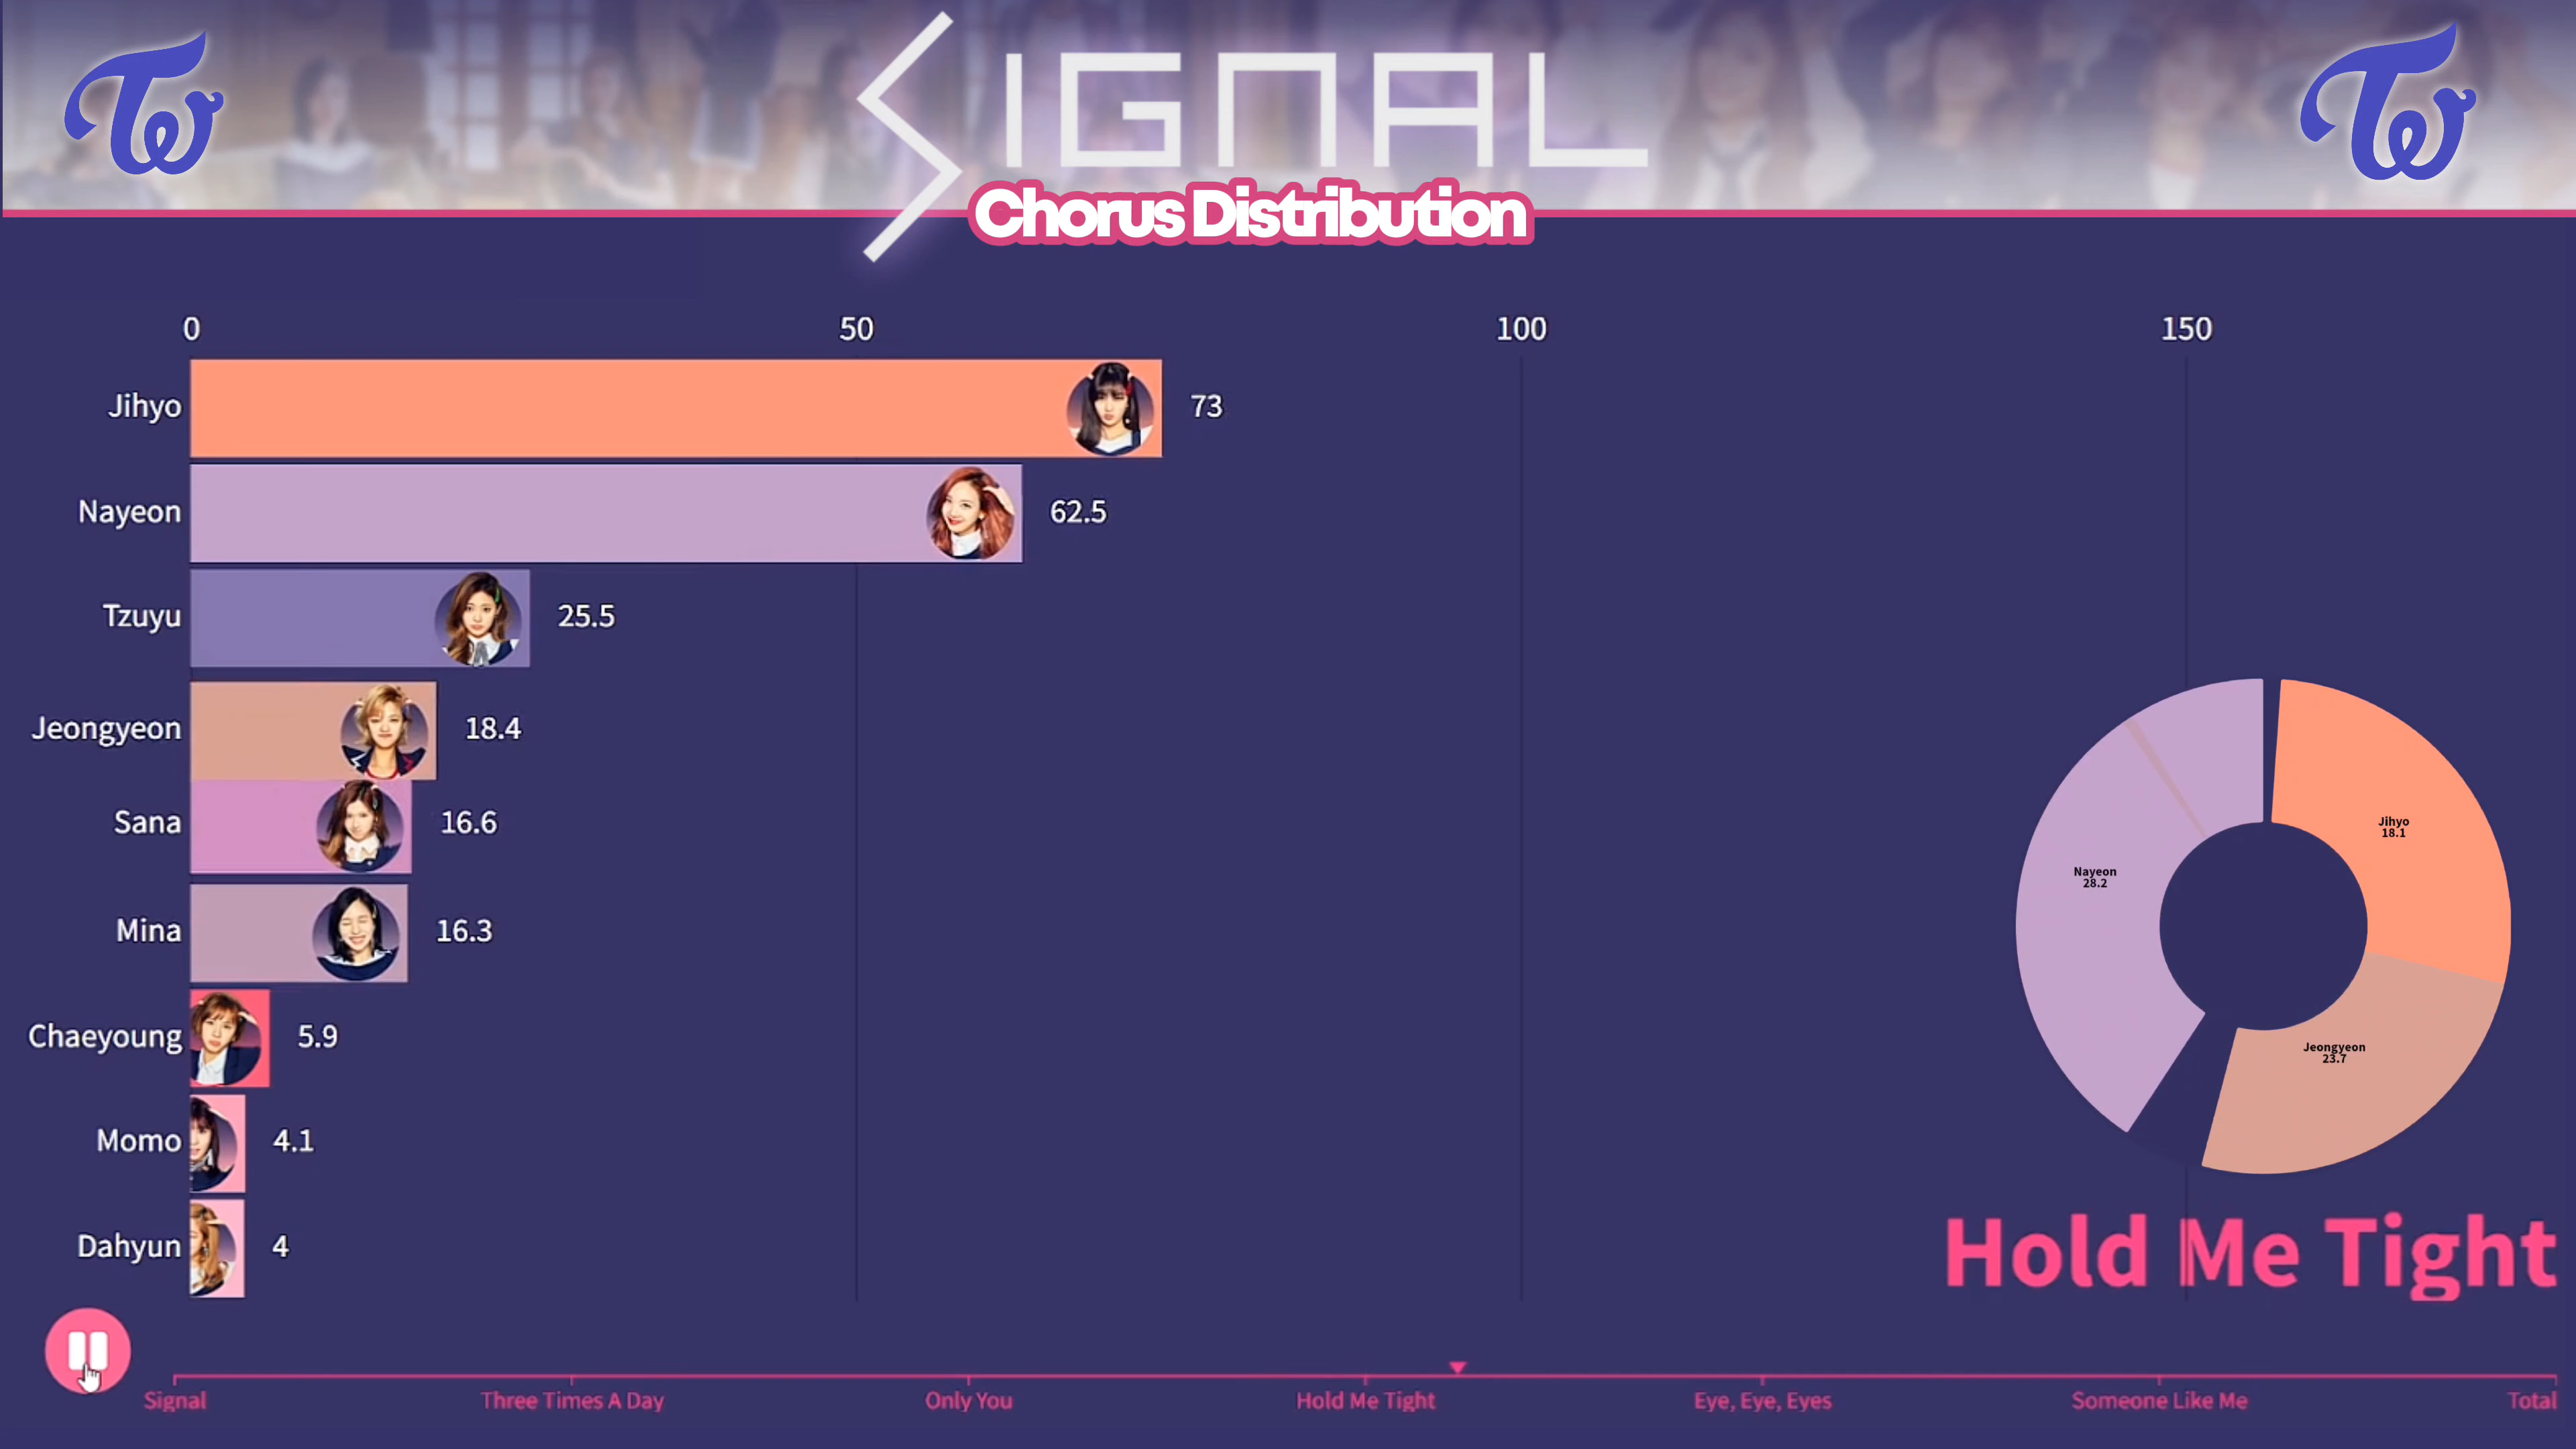 Tw
SIGNAL
Tw
Chorus Distribution
0 50 100 150
Jihyo 73
Nayeon 62.5
Tzuyu 25.5
Jeongyeon 18.4
Sana 16.6
Mina 16.3
Chaeyoung 5.9
Momo 4.1
Dahyun 4
Jihyo
18.1
Nayeon
28.2
Jeongyeon
23.7
Hold Me Tight
Signal Three Times A Day Only You Hold Me Tight Eye, Eye, Eyes Someone Like Me Total